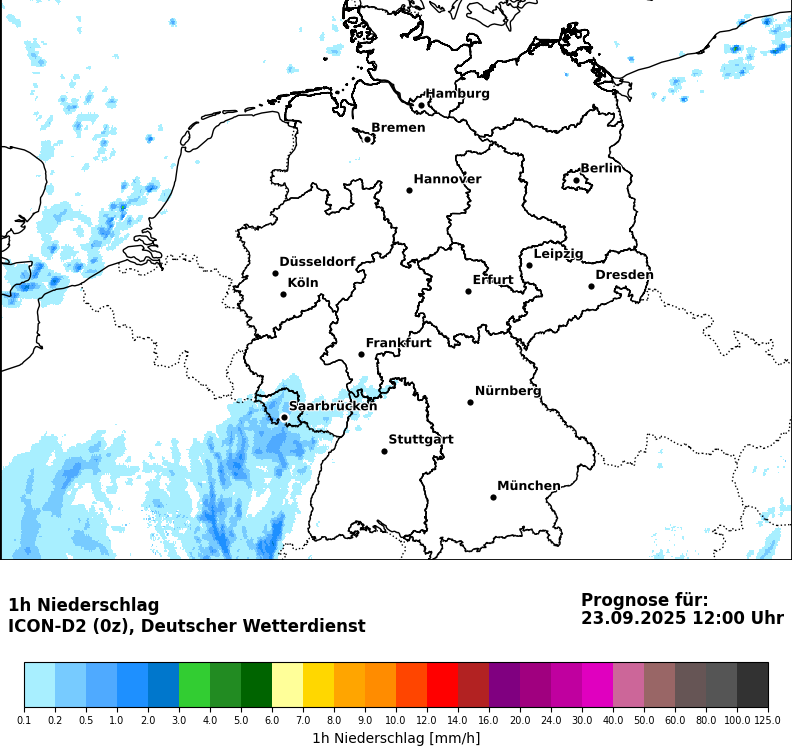 Hamburg
Bremen
Berlin
Hannover
Leipzig
Düsseldorf
Dresden
Erfurt
Köln
Frankfurt
Nürnberg
Saarbrücken
Stuttgart
München
1h Niederschlag
ICON-D2 (0z), Deutscher Wetterdienst
Prognose für:
23.09.2025 12:00 Uhr
0.1 0.2 0.5 1.0 2.0 3.0 4.0 5.0 6.0 7.0 9.0 10.0 12.0 14.0 16.0 20.0 24.0 30.0 40.0 50.0 60.0 80.0 100.0 125.0
1h Niederschlag [mm/h]